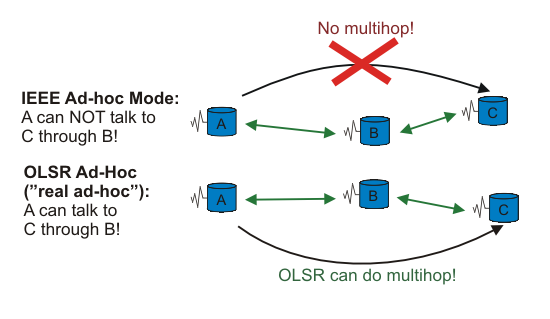 No multihop!
IEEE Ad-hoc Mode:
A can NOT talk to
C through B!
A
B
C
OLSR Ad-Hoc
(”real ad-hoc”):
A can talk to
C through B!
A
B
C
OLSR can do multihop!